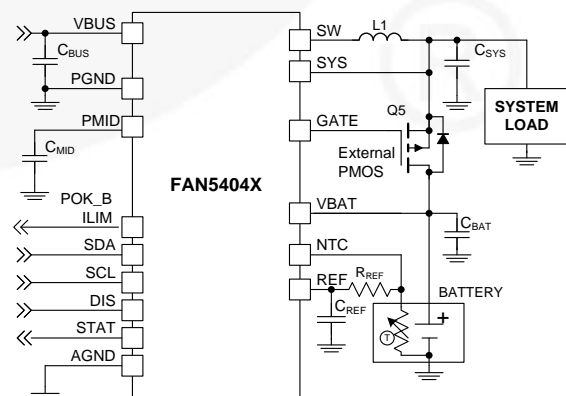 VBUS
CBUS
PGND
PMID
CMID
POK_B
ILIM
SDA
SCL
DIS
STAT
AGND
FAN5404X
SW
L1
SYS
CSYS
SYSTEM
LOAD
GATE
Q5
External
PMOS
VBAT
CBAT
NTC
RREF
REF
CREF
BATTERY
+
T